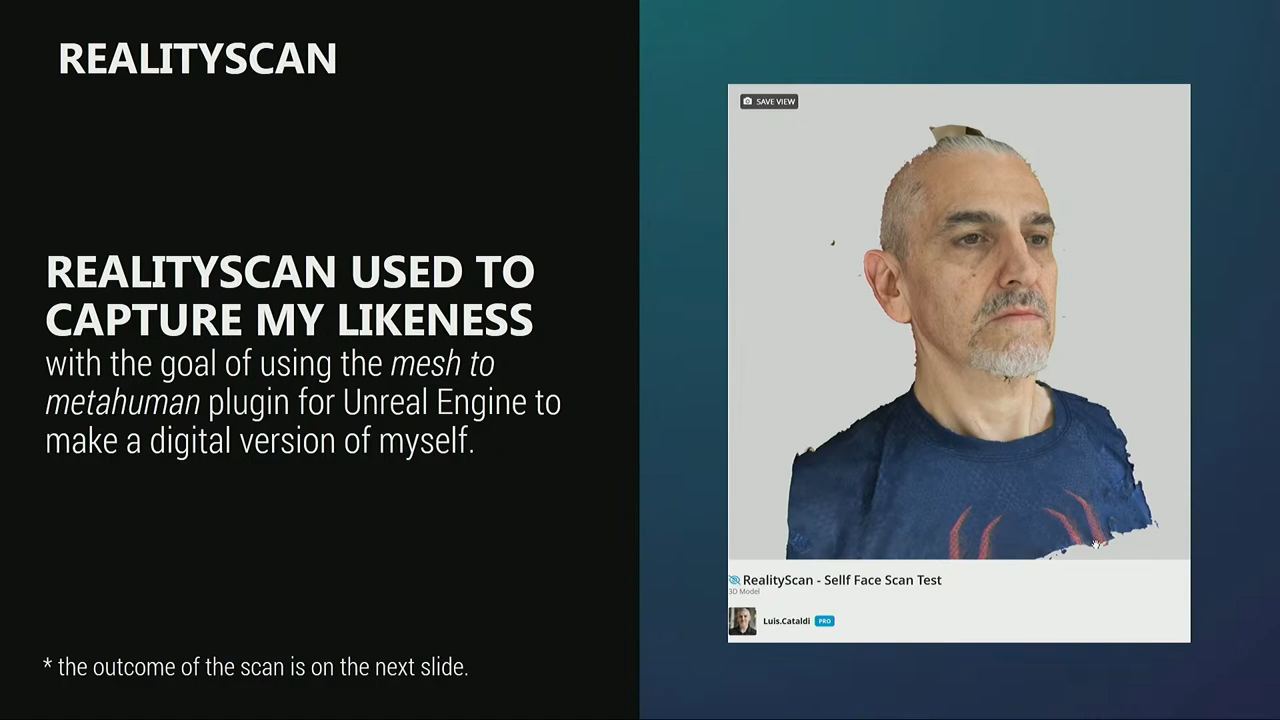 REALITYSCAN
REALITYSCAN USED TO
CAPTURE MY LIKENESS
with the goal of using the mesh to
metahuman plugin for Unreal Engine to
make a digital version of myself.
* the outcome of the scan is on the next slide.
SAVE VIEW
RealityScan - Sellf Face Scan Test
3D Model
Luis.Cataldi PRO